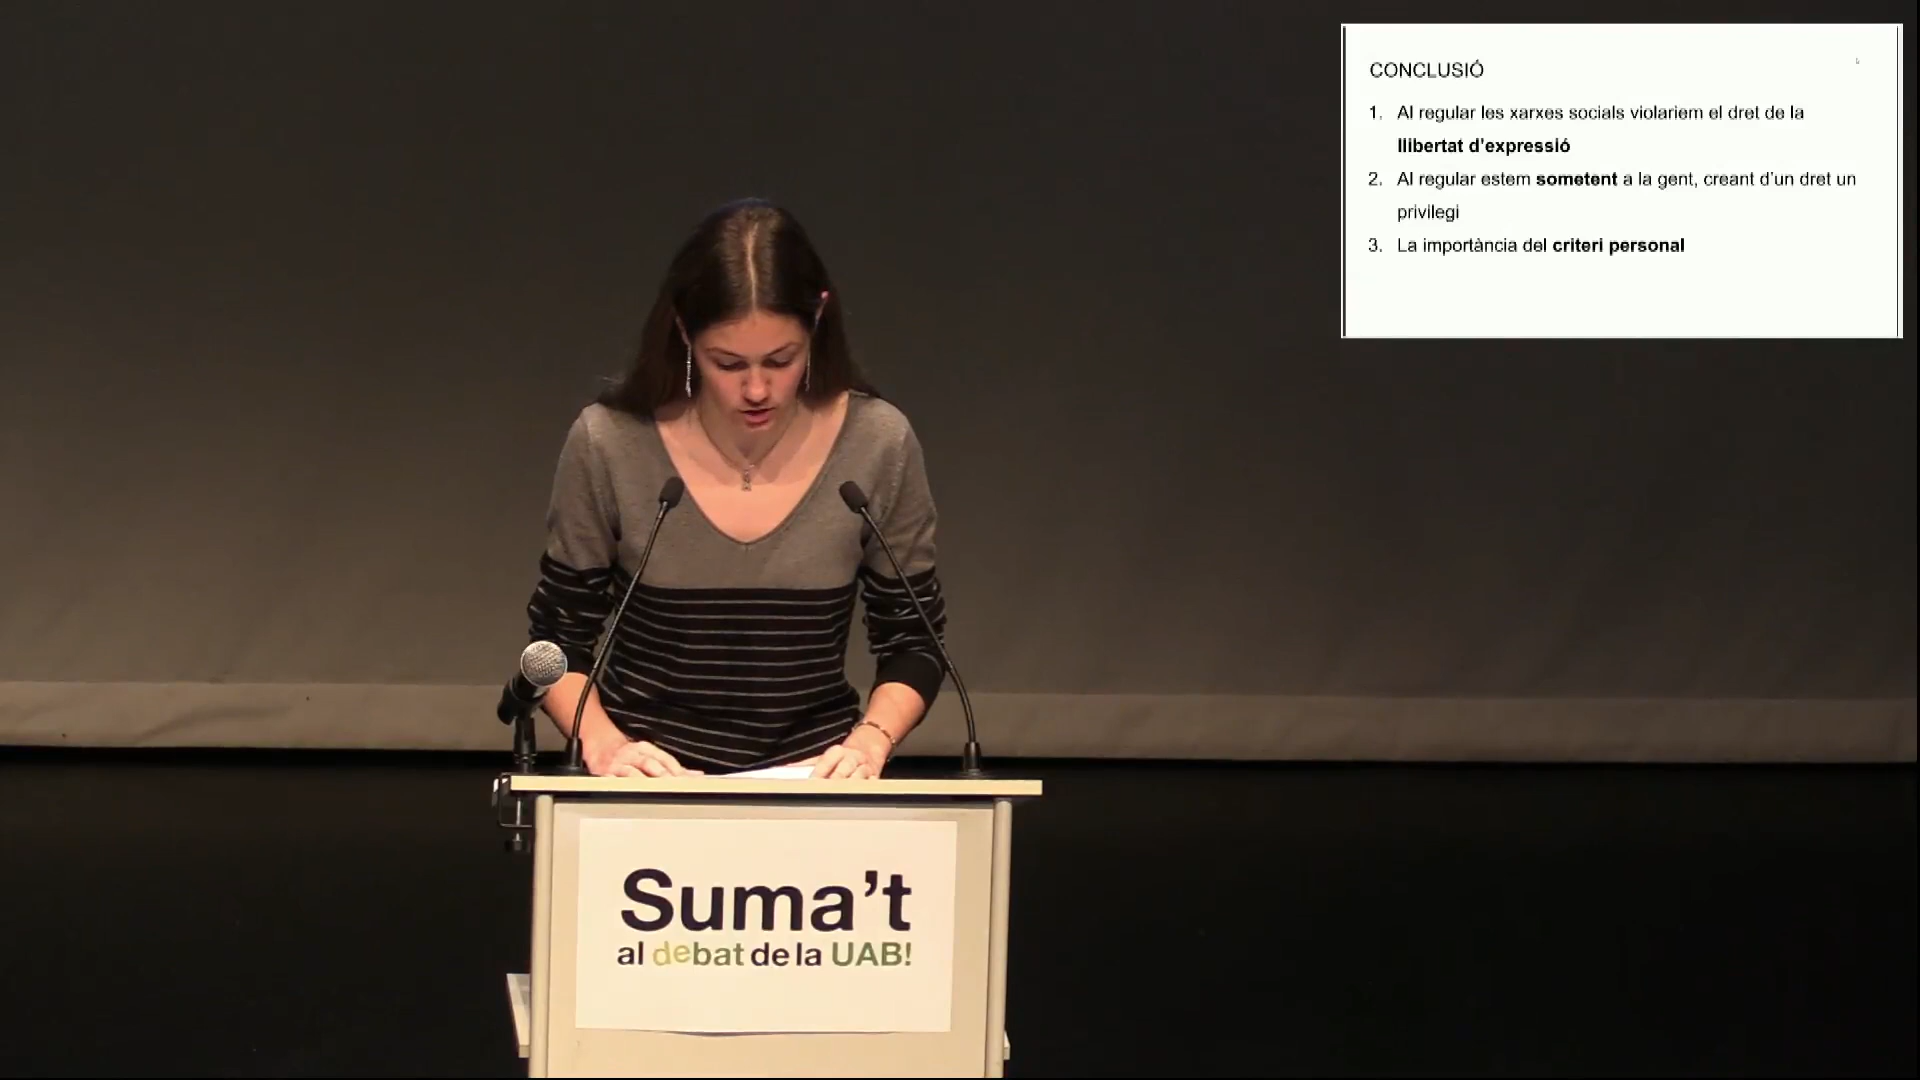 CONCLUSIÓ
1. Al regular les xarxes socials violariem el dret de la
llibertat d'expressió
2. Al regular estem sometent a la gent, creant d'un dret un
privilegi
3. La importància del criteri personal
Suma't
al debat de la UAB!